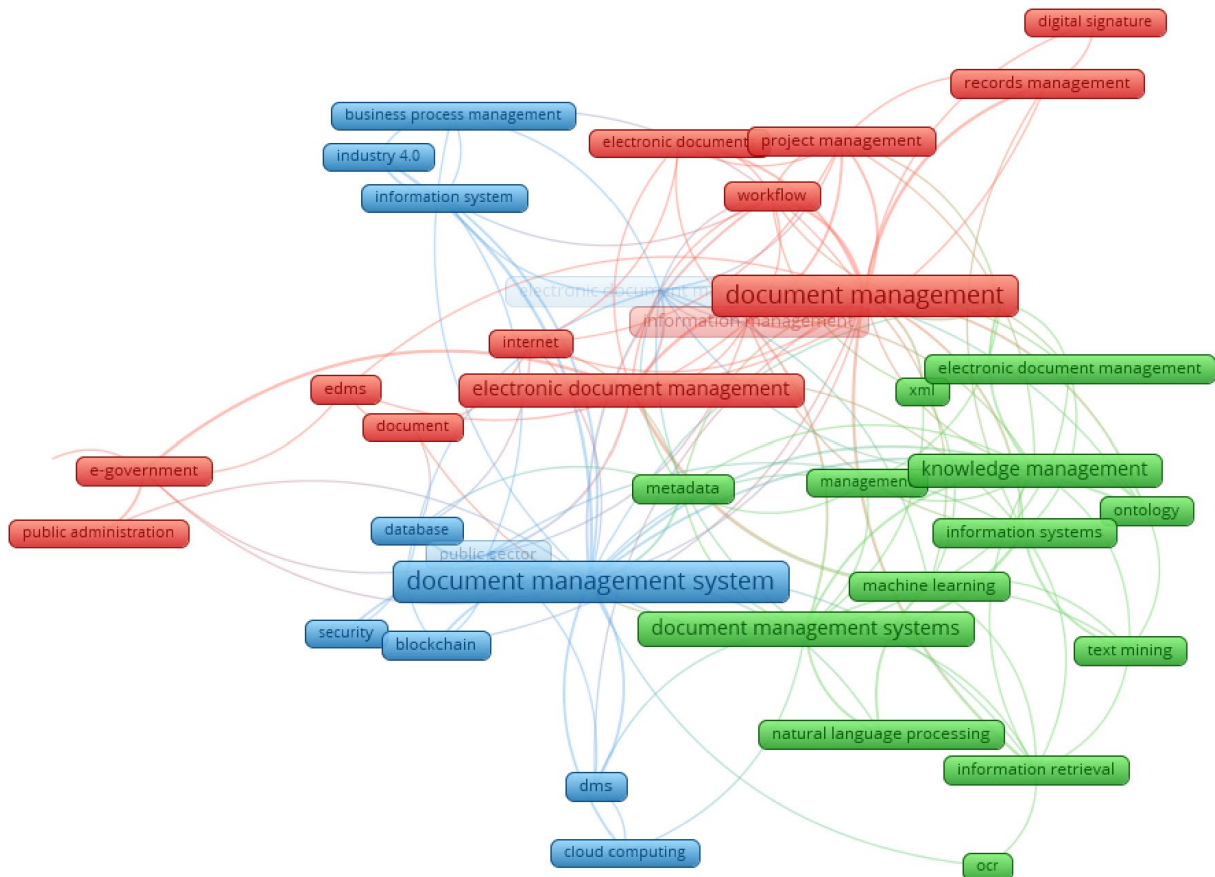 digital signature
records management
business process management
electronic document
project management
industry 4.0
information system
workflow
electronic document m
document management
information management
internet
electronic document management
xml
edms
electronic document management
document
e-government
knowledge management
metadata
management
ontology
public administration
database
information systems
public sector
document management system
machine learning
document management systems
security
blockchain
text mining
natural language processing
information retrieval
dms
cloud computing
ocr